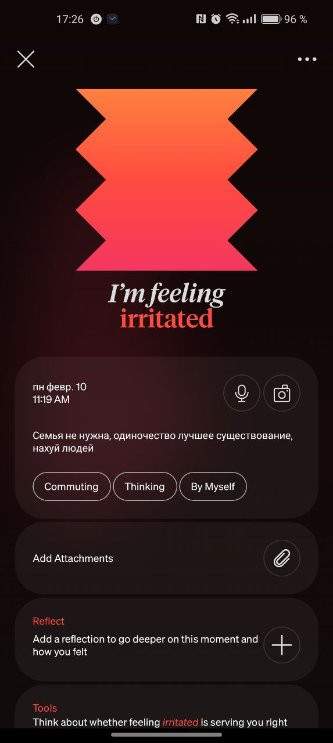 17:26
96 %
I'm feeling
irritated
пн февр. 10
11:19 AM
Семья не нужна, одиночество лучшее существование,
нахуй людей
Commuting
Thinking
By Myself
Add Attachments
Reflect
Add a reflection to go deeper on this moment and
how you felt
Tools
Think about whether feeling irritated is serving you right